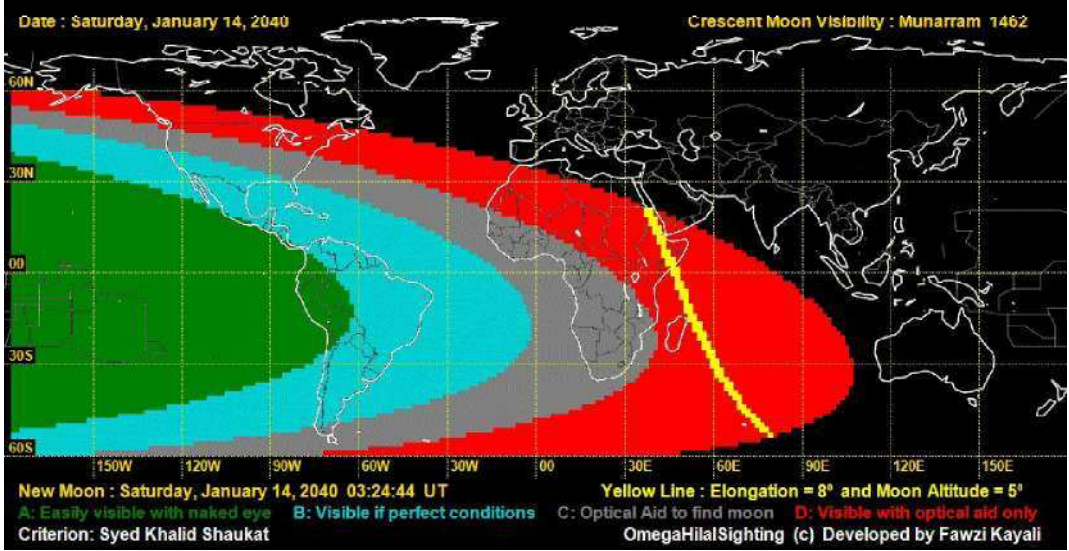 Date : Saturday, January 14, 2040
Crescent Moon Visibility : Muharram 1462
60N
30N
00
30S
60S
150W 120W 90W 60W 30W 00 30E 60E 90E 120E 150E
New Moon : Saturday, January 14, 2040 03:24:44 UT
Yellow Line : Elongation = 8º and Moon Altitude = 5º
A: Easily visible with naked eye B: Visible if perfect conditions C: Optical Aid to find moon D: Visible with optical aid only
Criterion: Syed Khalid Shaukat
OmegaHilalSighting (c) Developed by Fawzi Kayali